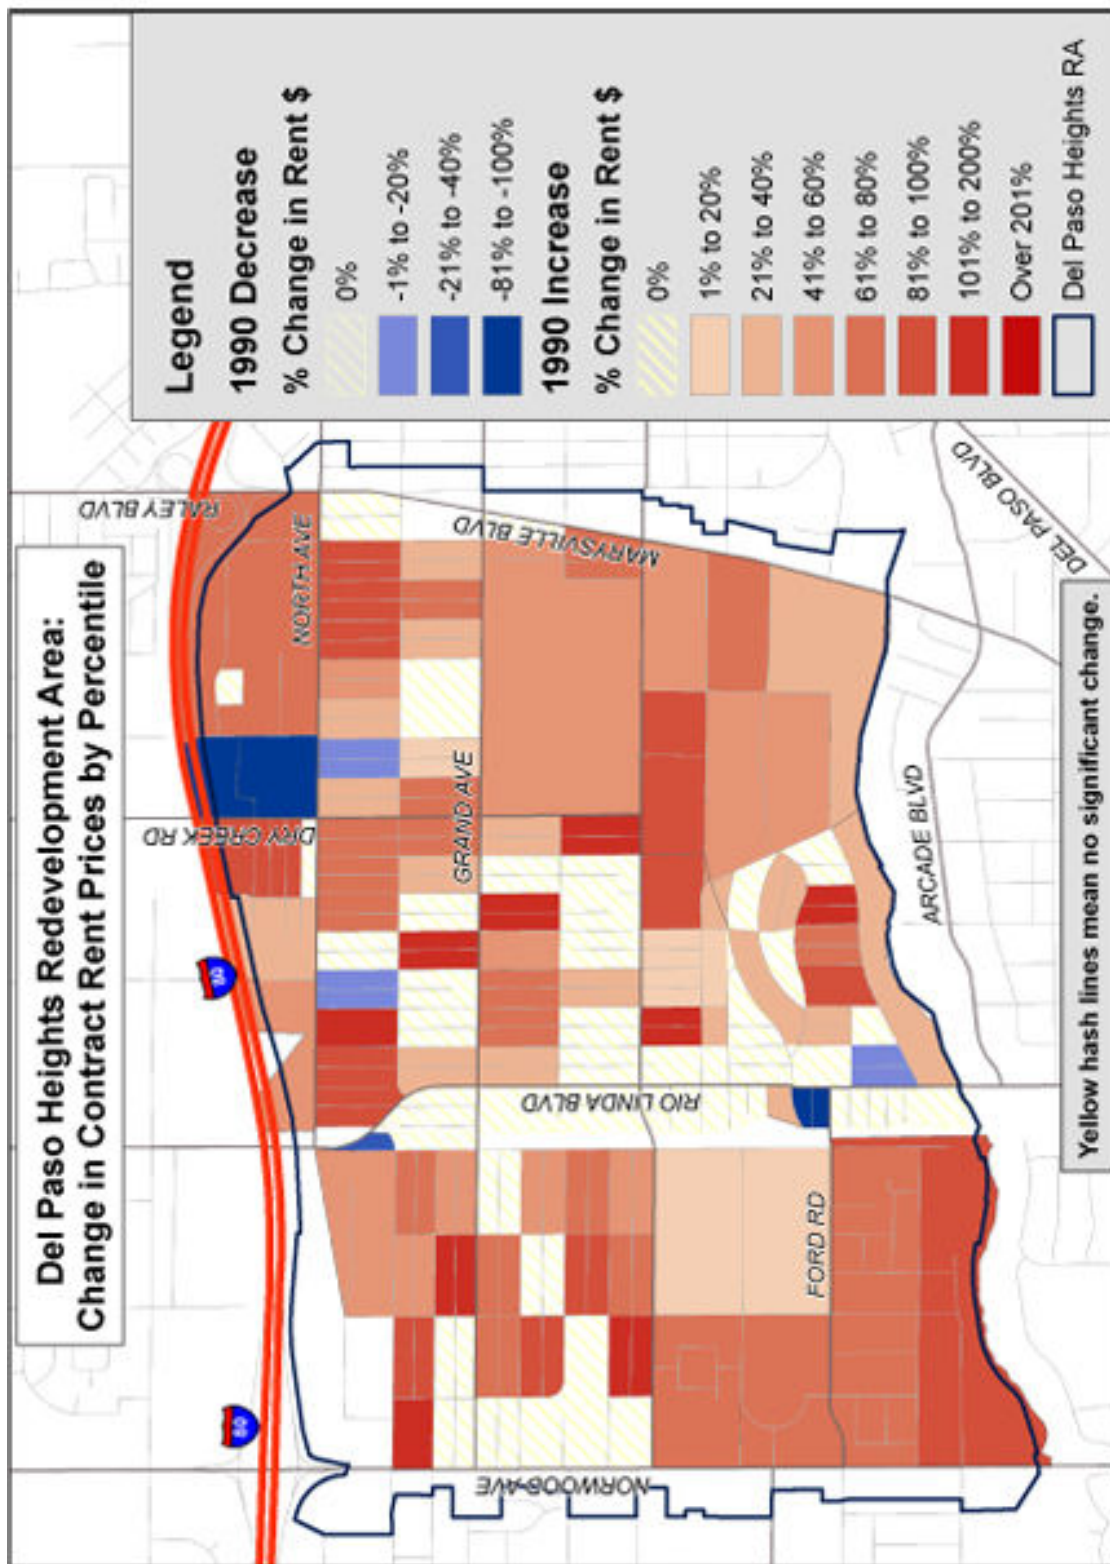 Del Paso Heights Redevelopment Area:
Change in Contract Rent Prices by Percentile
Legend
1990 Decrease
% Change in Rent $
0%
-1% to -20%
-21% to -40%
-81% to -100%
1990 Increase
% Change in Rent $
0%
1% to 20%
21% to 40%
41% to 60%
61% to 80%
81% to 100%
101% to 200%
Over 201%
Del Paso Heights RA
80
80
RALEY BLVD
NORTH AVE
MARYSVILLE BLVD
DRY CREEK RD
GRAND AVE
RIO LINDA BLVD
NORWOOD AVE
FORD RD
ARCADE BLVD
DEL PASO BLVD
Yellow hash lines mean no significant change.